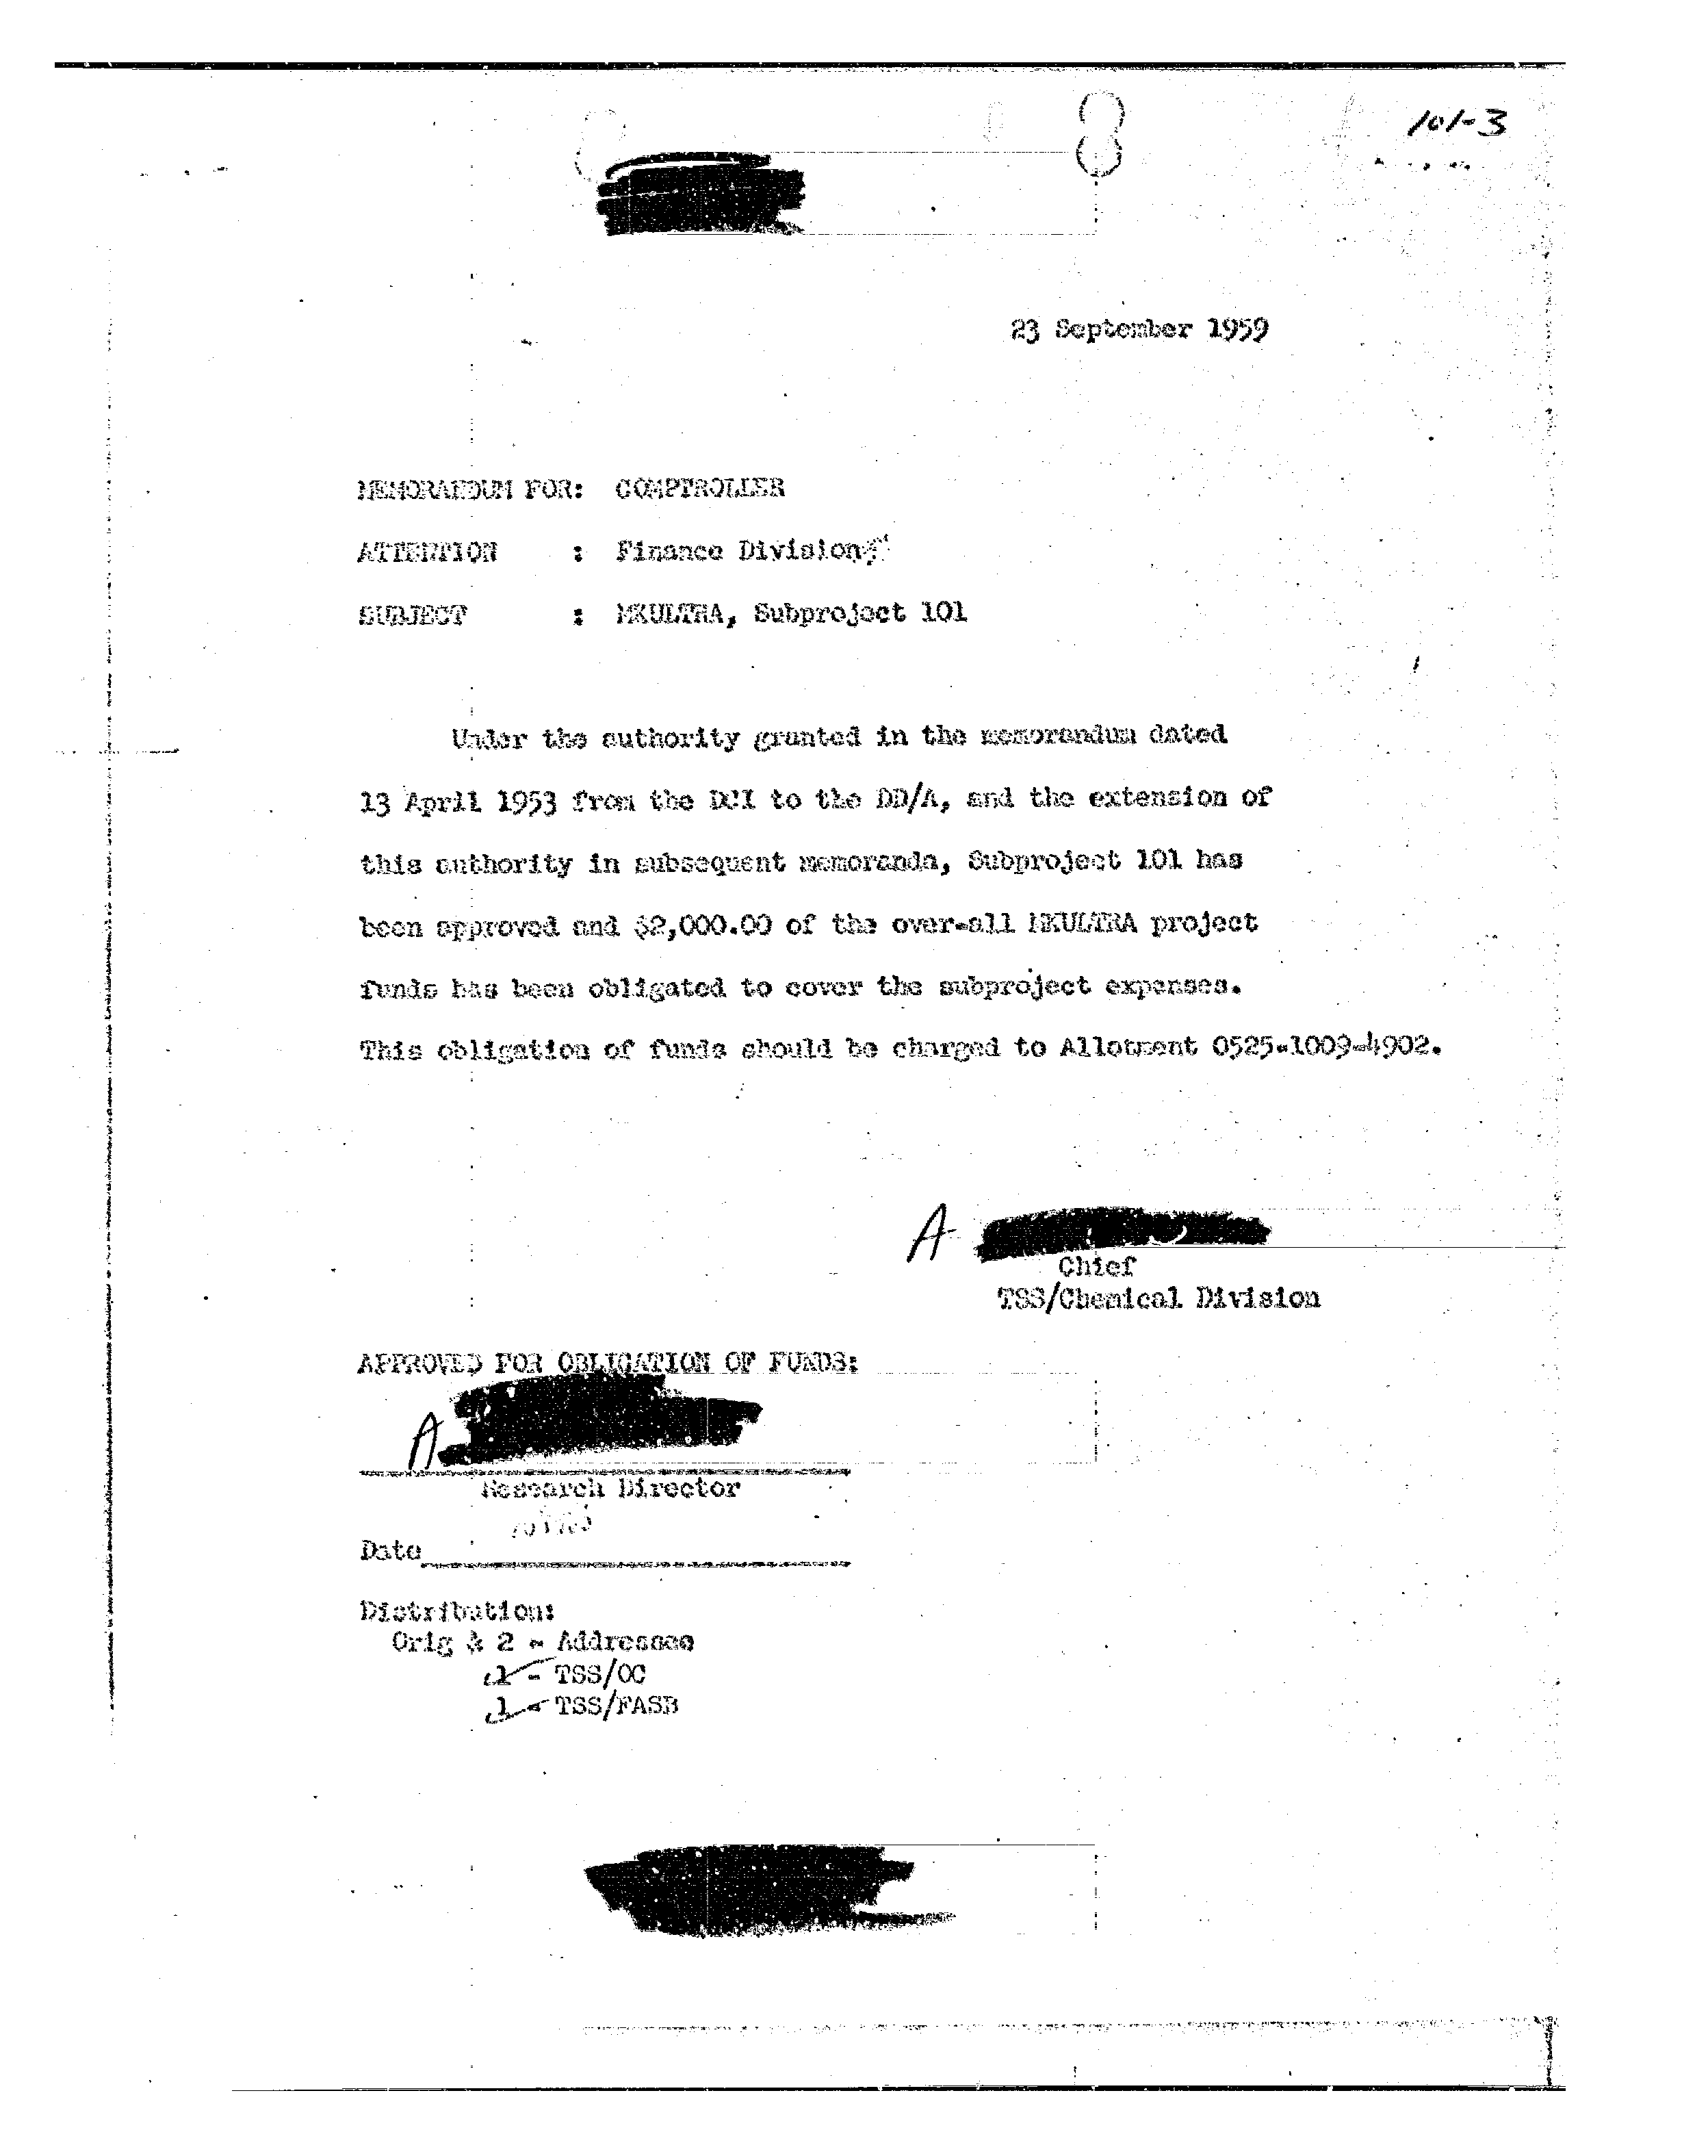 101-3
23 September 1959
MEMORANDUM FOR: COMPTROLLER
ATTENTION : Finance Division
SUBJECT : MKULTRA, Subproject 101
Under the authority granted in the memorandum dated
13 April 1953 from the DCI to the DD/A, and the extension of
this authority in subsequent memoranda, Subproject 101 has
been approved and $2,000.00 of the over-all MKULTRA project
funds has been obligated to cover the subproject expenses.
This obligation of funds should be charged to Allotment 0525-1009-4902.
A
Chief
TSS/Chemical Division
APPROVED FOR OBLIGATION OF FUNDS:
A
Research Director
Date
Distribution:
Orig & 2 - Addressee
1 - TSS/OC
1 - TSS/FASB